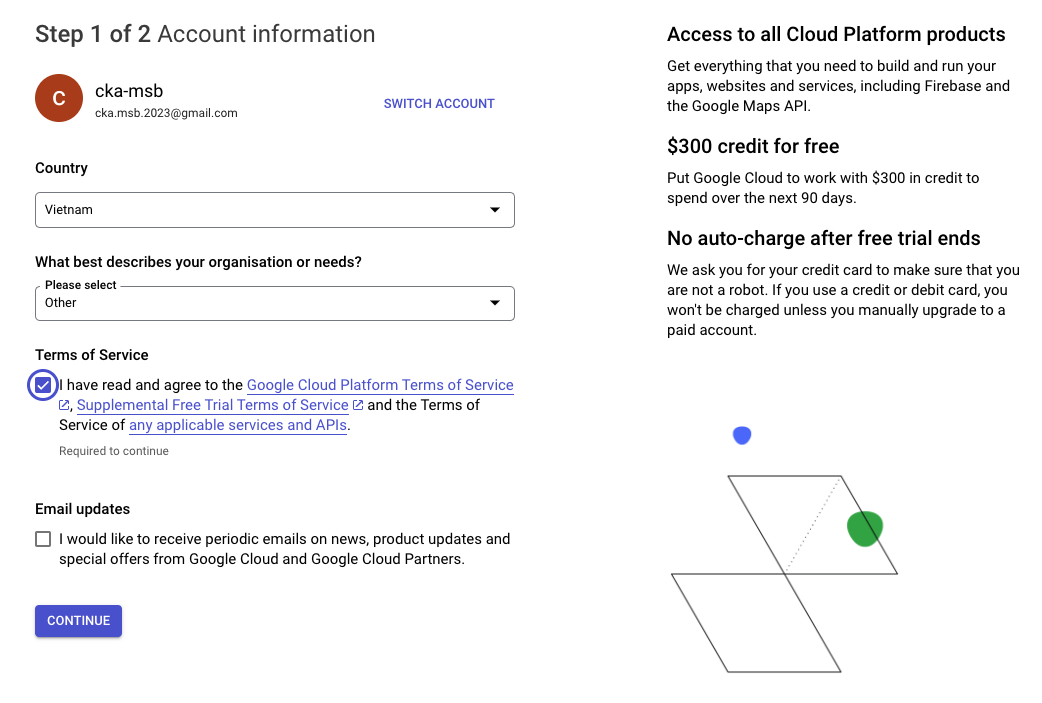 Step 1 of 2 Account information
C
cka-msb
cka.msb.2023@gmail.com
SWITCH ACCOUNT
Country
Vietnam
What best describes your organisation or needs?
Please select
Other
Terms of Service
I have read and agree to the Google Cloud Platform Terms of Service
, Supplemental Free Trial Terms of Service and the Terms of
Service of any applicable services and APIs.
Required to continue
Email updates
I would like to receive periodic emails on news, product updates and
special offers from Google Cloud and Google Cloud Partners.
CONTINUE
Access to all Cloud Platform products
Get everything that you need to build and run your
apps, websites and services, including Firebase and
the Google Maps API.
$300 credit for free
Put Google Cloud to work with $300 in credit to
spend over the next 90 days.
No auto-charge after free trial ends
We ask you for your credit card to make sure that you
are not a robot. If you use a credit or debit card, you
won't be charged unless you manually upgrade to a
paid account.